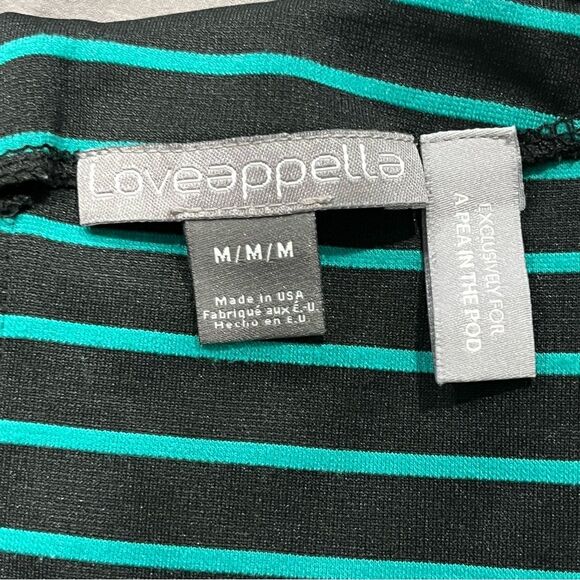 Loveappella
M/M/M
Made in USA
Fabriqué aux É.-U.
Hecho en E.U.
EXCLUSIVELY FOR
A PEA IN THE POD